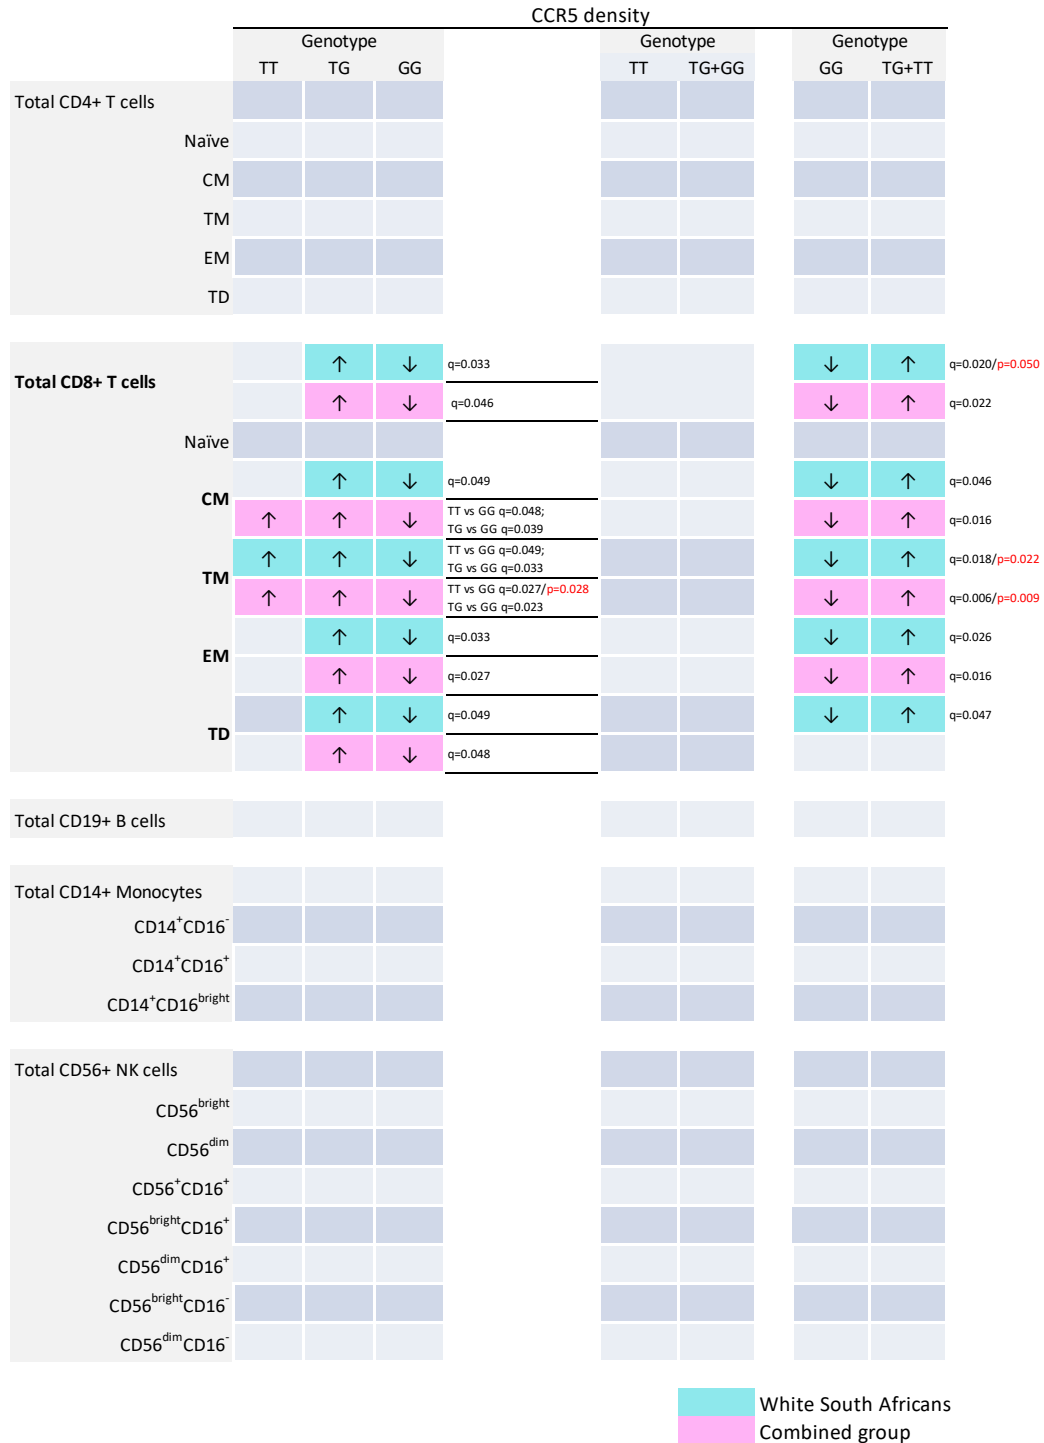 CCR5 density
Genotype Genotype Genotype
TT TG GG TT TG+GG GG TG+TT
Total CD4+ T cells
Naïve
CM
TM
EM
TD
↑ ↓ q=0.033 ↓ ↑ q=0.020/p=0.050
Total CD8+ T cells
↑ ↓ q=0.046 ↓ ↑ q=0.022
Naïve
↑ ↓ q=0.049 ↓ ↑ q=0.046
CM
↑ ↑ ↓ TT vs GG q=0.048; ↓ ↑ q=0.016
TG vs GG q=0.039
↑ ↑ ↓ TT vs GG q=0.049; ↓ ↑ q=0.018/p=0.022
TG vs GG q=0.033
TM
↑ ↑ ↓ TT vs GG q=0.027/p=0.028 ↓ ↑ q=0.006/p=0.009
TG vs GG q=0.023
↑ ↓ q=0.033 ↓ ↑ q=0.026
EM
↑ ↓ q=0.027 ↓ ↑ q=0.016
↑ ↓ q=0.049 ↓ ↑ q=0.047
TD
↑ ↓ q=0.048
Total CD19+ B cells
Total CD14+ Monocytes
CD14⁺CD16⁻
CD14⁺CD16⁺
CD14⁺CD16ᵇʳⁱᵍʰᵗ
Total CD56+ NK cells
CD56ᵇʳⁱᵍʰᵗ
CD56ᵈⁱᵐ
CD56⁺CD16⁺
CD56ᵇʳⁱᵍʰᵗCD16⁺
CD56ᵈⁱᵐCD16⁺
CD56ᵇʳⁱᵍʰᵗCD16⁻
CD56ᵈⁱᵐCD16⁻
White South Africans
Combined group